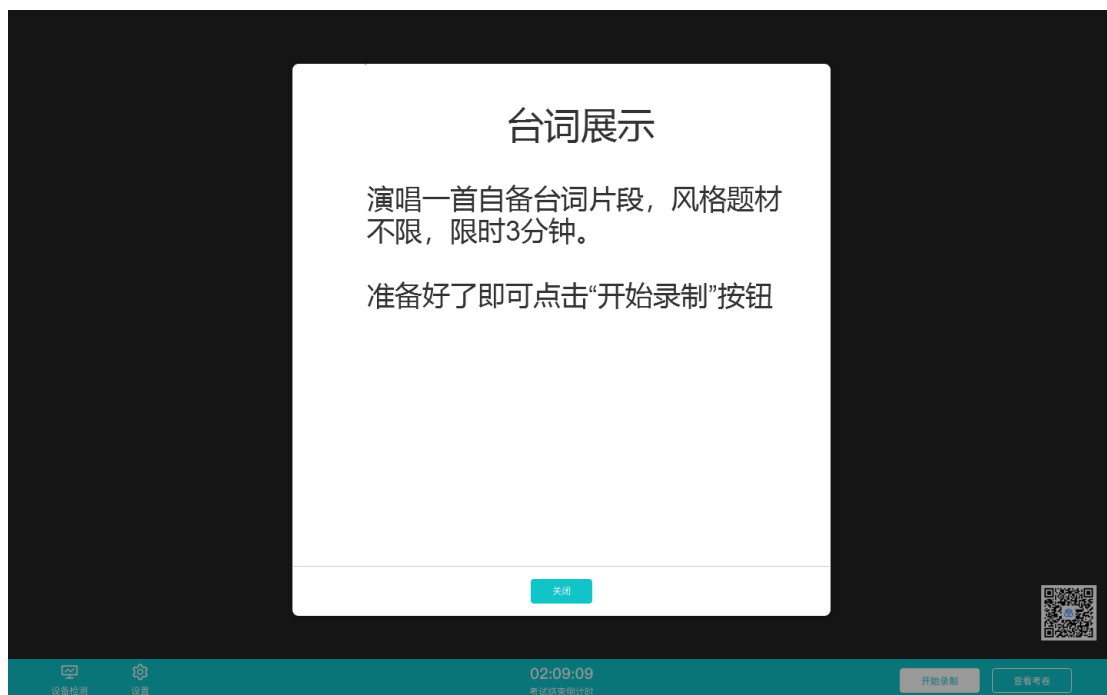 台词展示
演唱一首自备台词片段，风格题材
不限，限时3分钟。
准备好了即可点击“开始录制”按钮
关闭
02:09:09
设备检测
设置
考试结束倒计时
开始录制
查看考卷